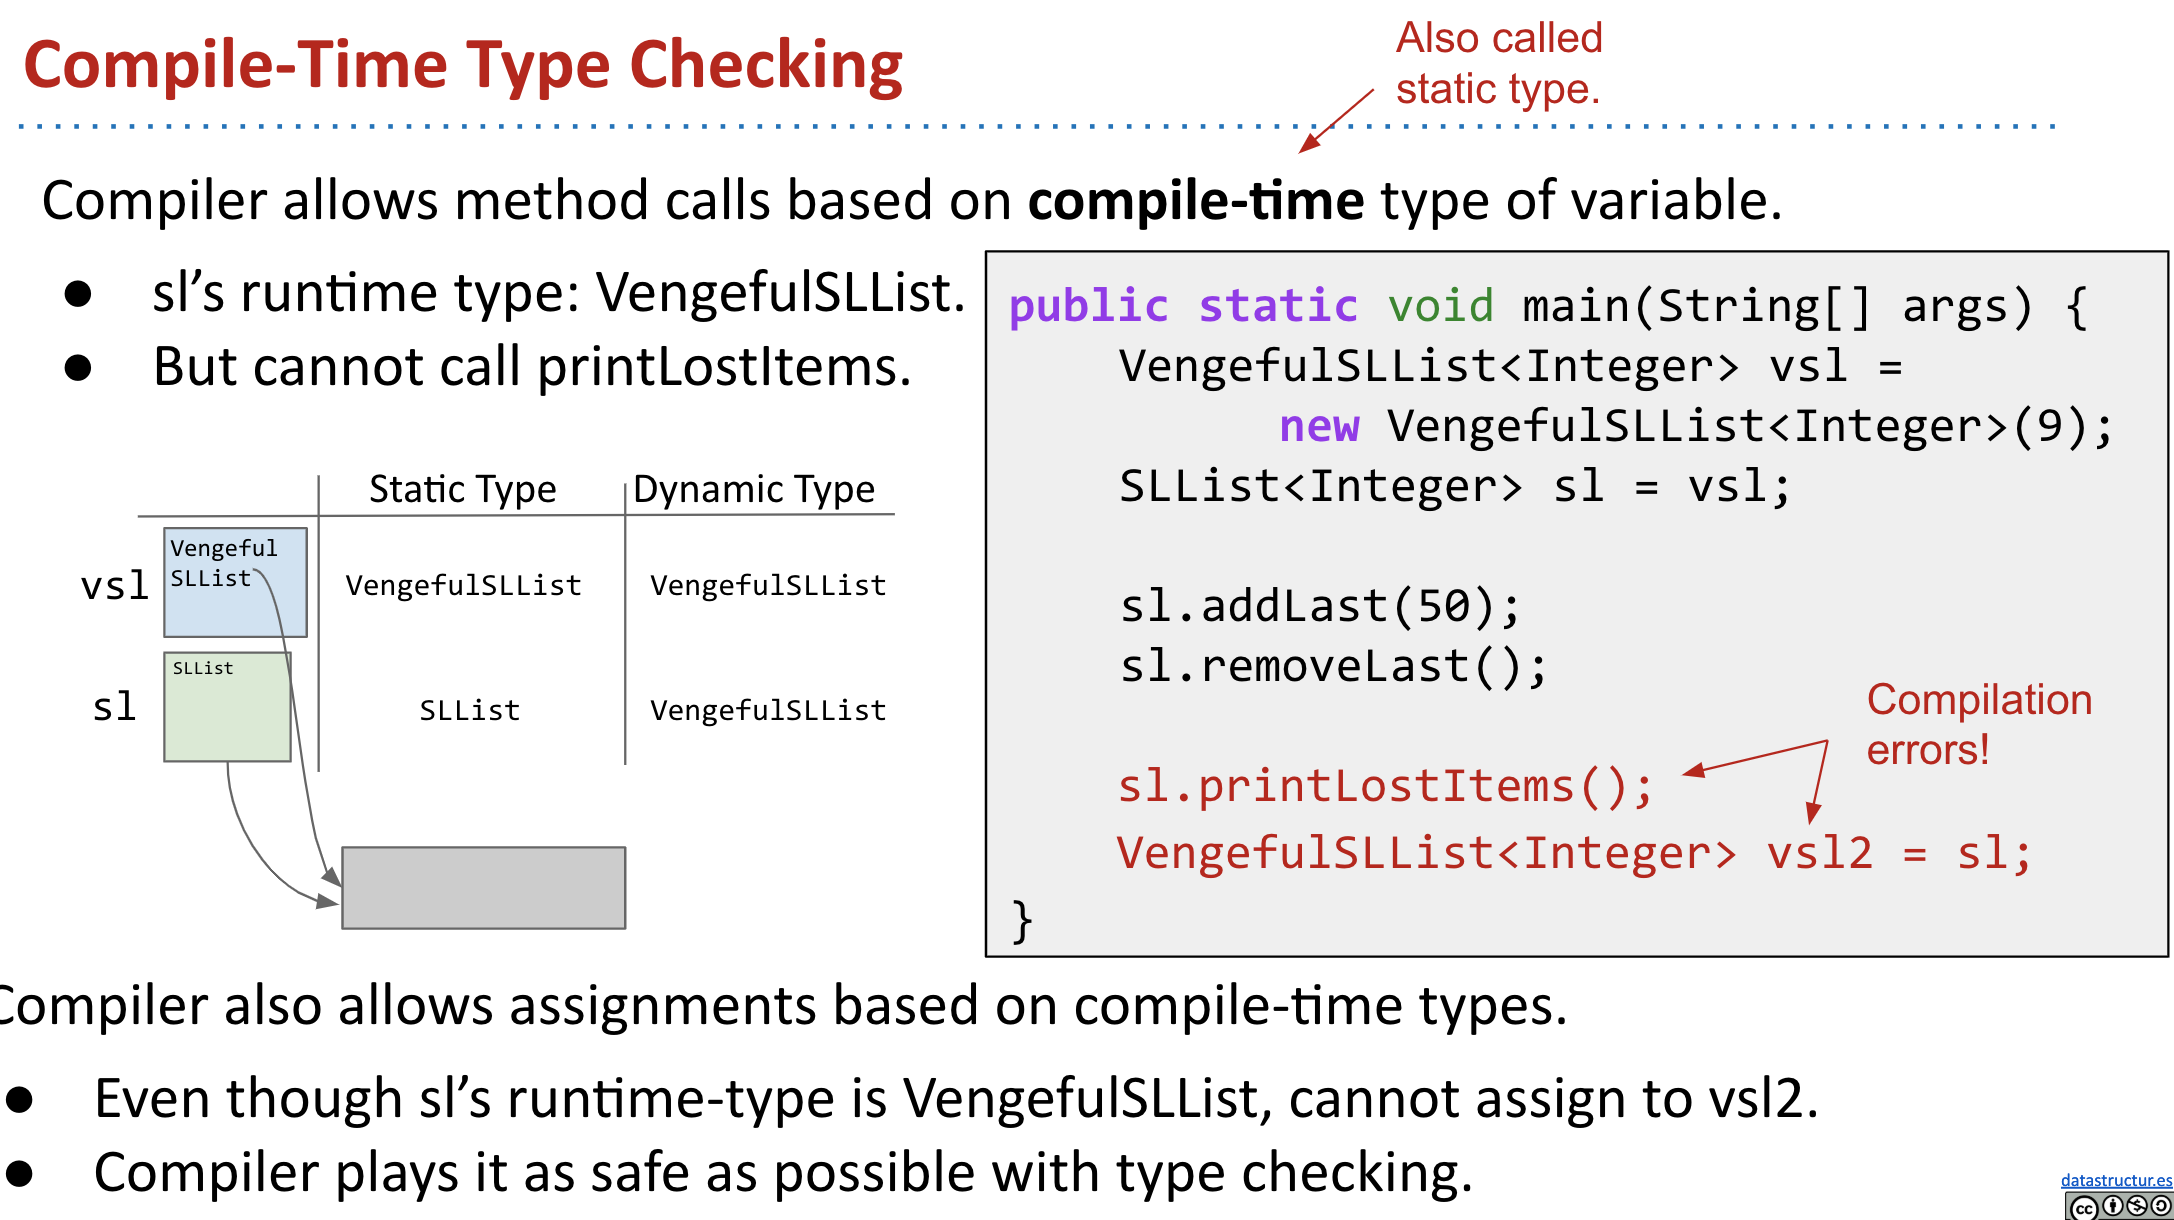 Compile-Time Type Checking
Also called
static type.
Compiler allows method calls based on compile-time type of variable.
● sl’s runtime type: VengefulSLList.
● But cannot call printLostItems.
Static Type Dynamic Type
vsl Vengeful
SLList VengefulSLList VengefulSLList
sl SLList SLList VengefulSLList
public static void main(String[] args) {
VengefulSLList<Integer> vsl =
new VengefulSLList<Integer>(9);
SLList<Integer> sl = vsl;
sl.addLast(50);
sl.removeLast();
Compilation
errors!
sl.printLostItems();
VengefulSLList<Integer> vsl2 = sl;
}
Compiler also allows assignments based on compile-time types.
● Even though sl’s runtime-type is VengefulSLList, cannot assign to vsl2.
● Compiler plays it as safe as possible with type checking.
datastructur.es
cc